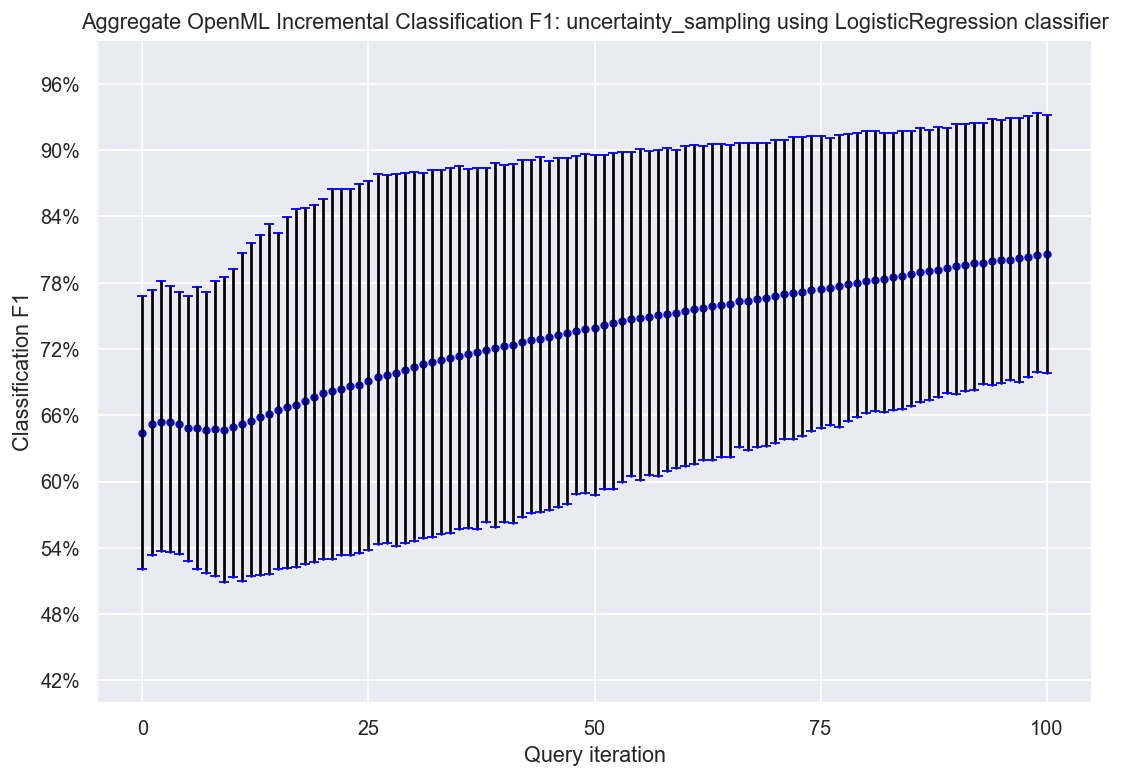 Aggregate OpenML Incremental Classification F1: uncertainty_sampling using LogisticRegression classifier
96%
90%
84%
78%
72%
66%
60%
54%
48%
42%
Classification F1
0 25 50 75 100
Query iteration